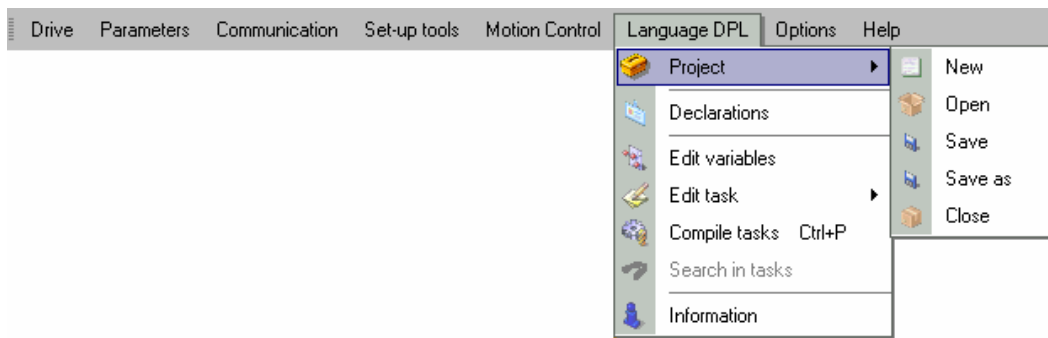 Drive Parameters Communication Set-up tools Motion Control Language DPL Options Help
Project
Declarations
Edit variables
Edit task
Compile tasks Ctrl+P
Search in tasks
Information
New
Open
Save
Save as
Close